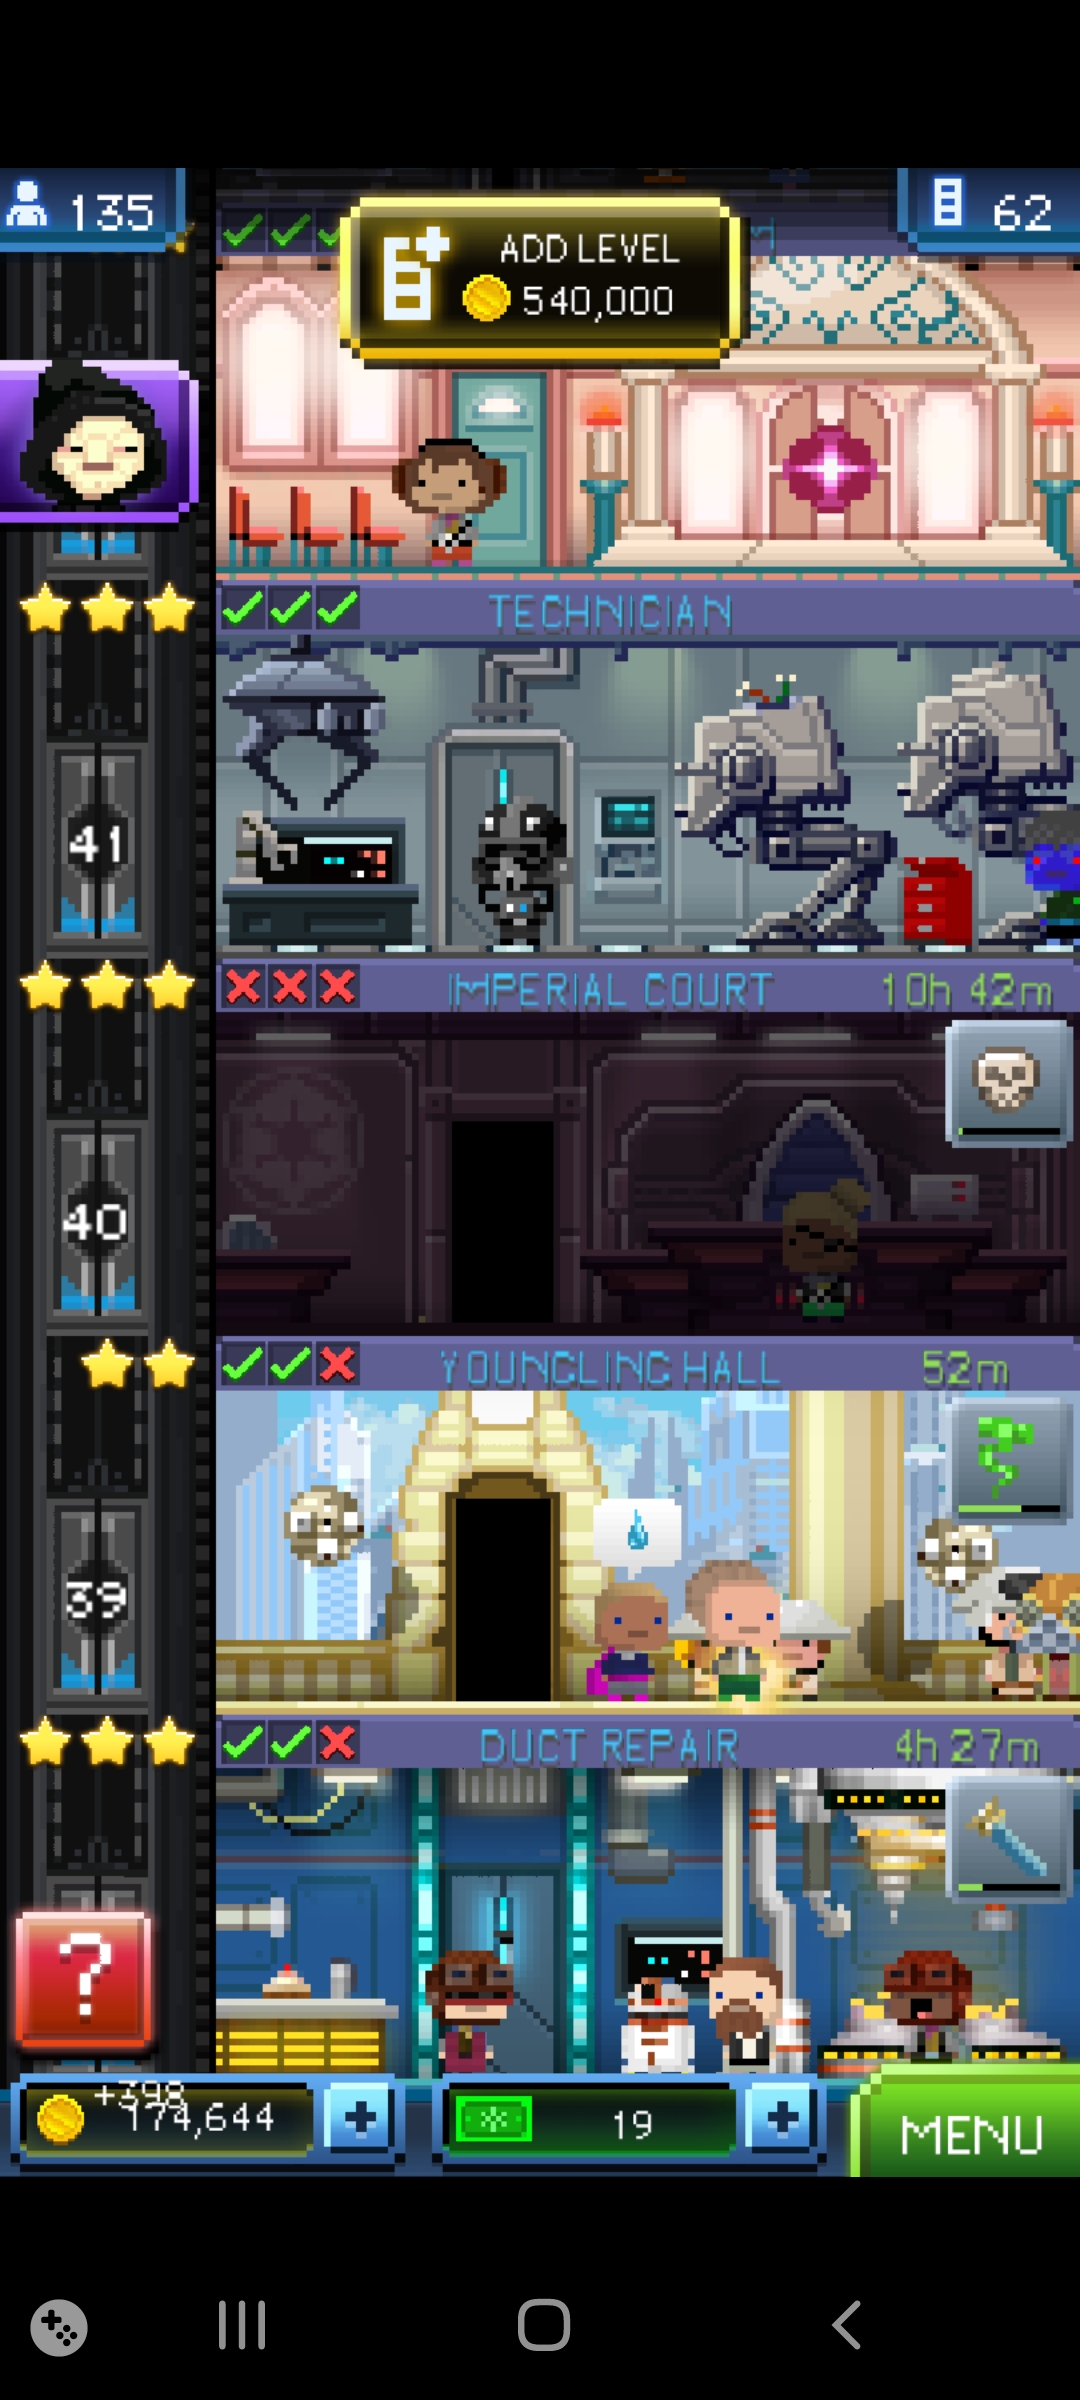 135
ADD LEVEL
540,000
62
TECHNICIAN
41
IMPERIAL COURT 10h 42m
40
YOUNGLING HALL 52m
39
DUCT REPAIR 4h 27m
?
+398
174,644
19
MENU